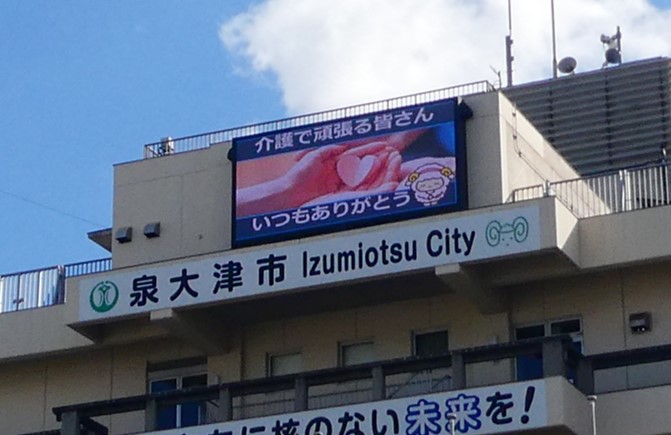 介護で頑張る皆さん
いつもありがとう
泉大津市 Izumiotsu City
に核のない未来を!